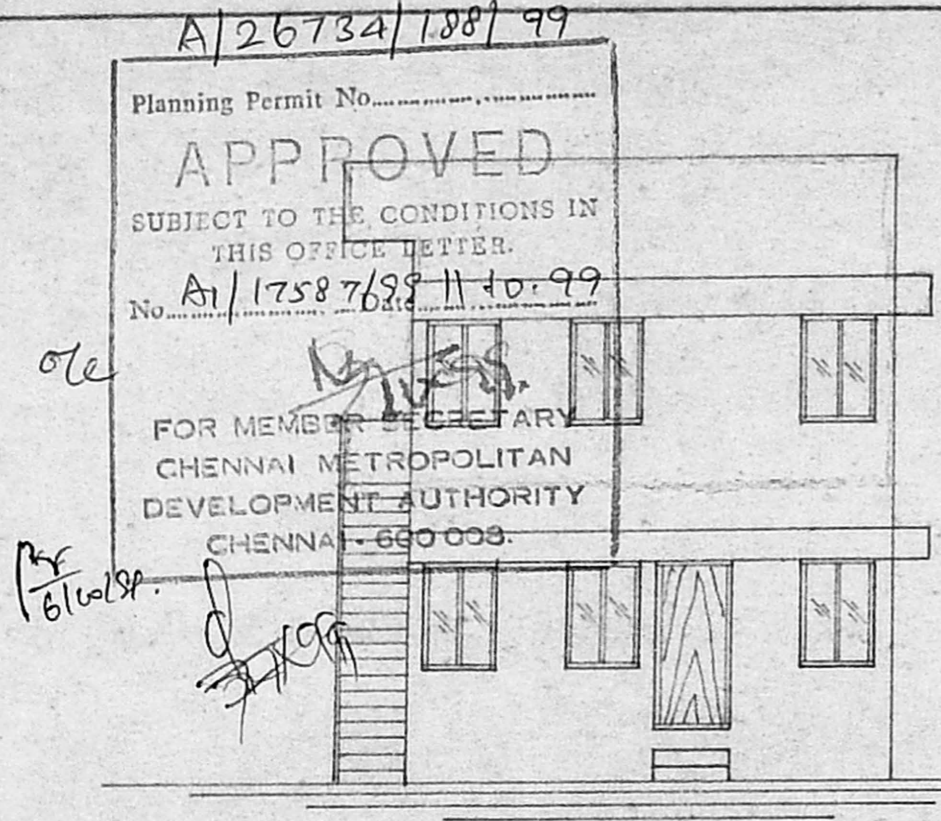 A/26734/188/99
Planning Permit No....................
APPROVED
SUBJECT TO THE CONDITIONS IN
THIS OFFICE LETTER.
No. A1/17587/99 Date 11.10.99
FOR MEMBER SECRETARY
CHENNAI METROPOLITAN
DEVELOPMENT AUTHORITY
CHENNAI - 600 008.